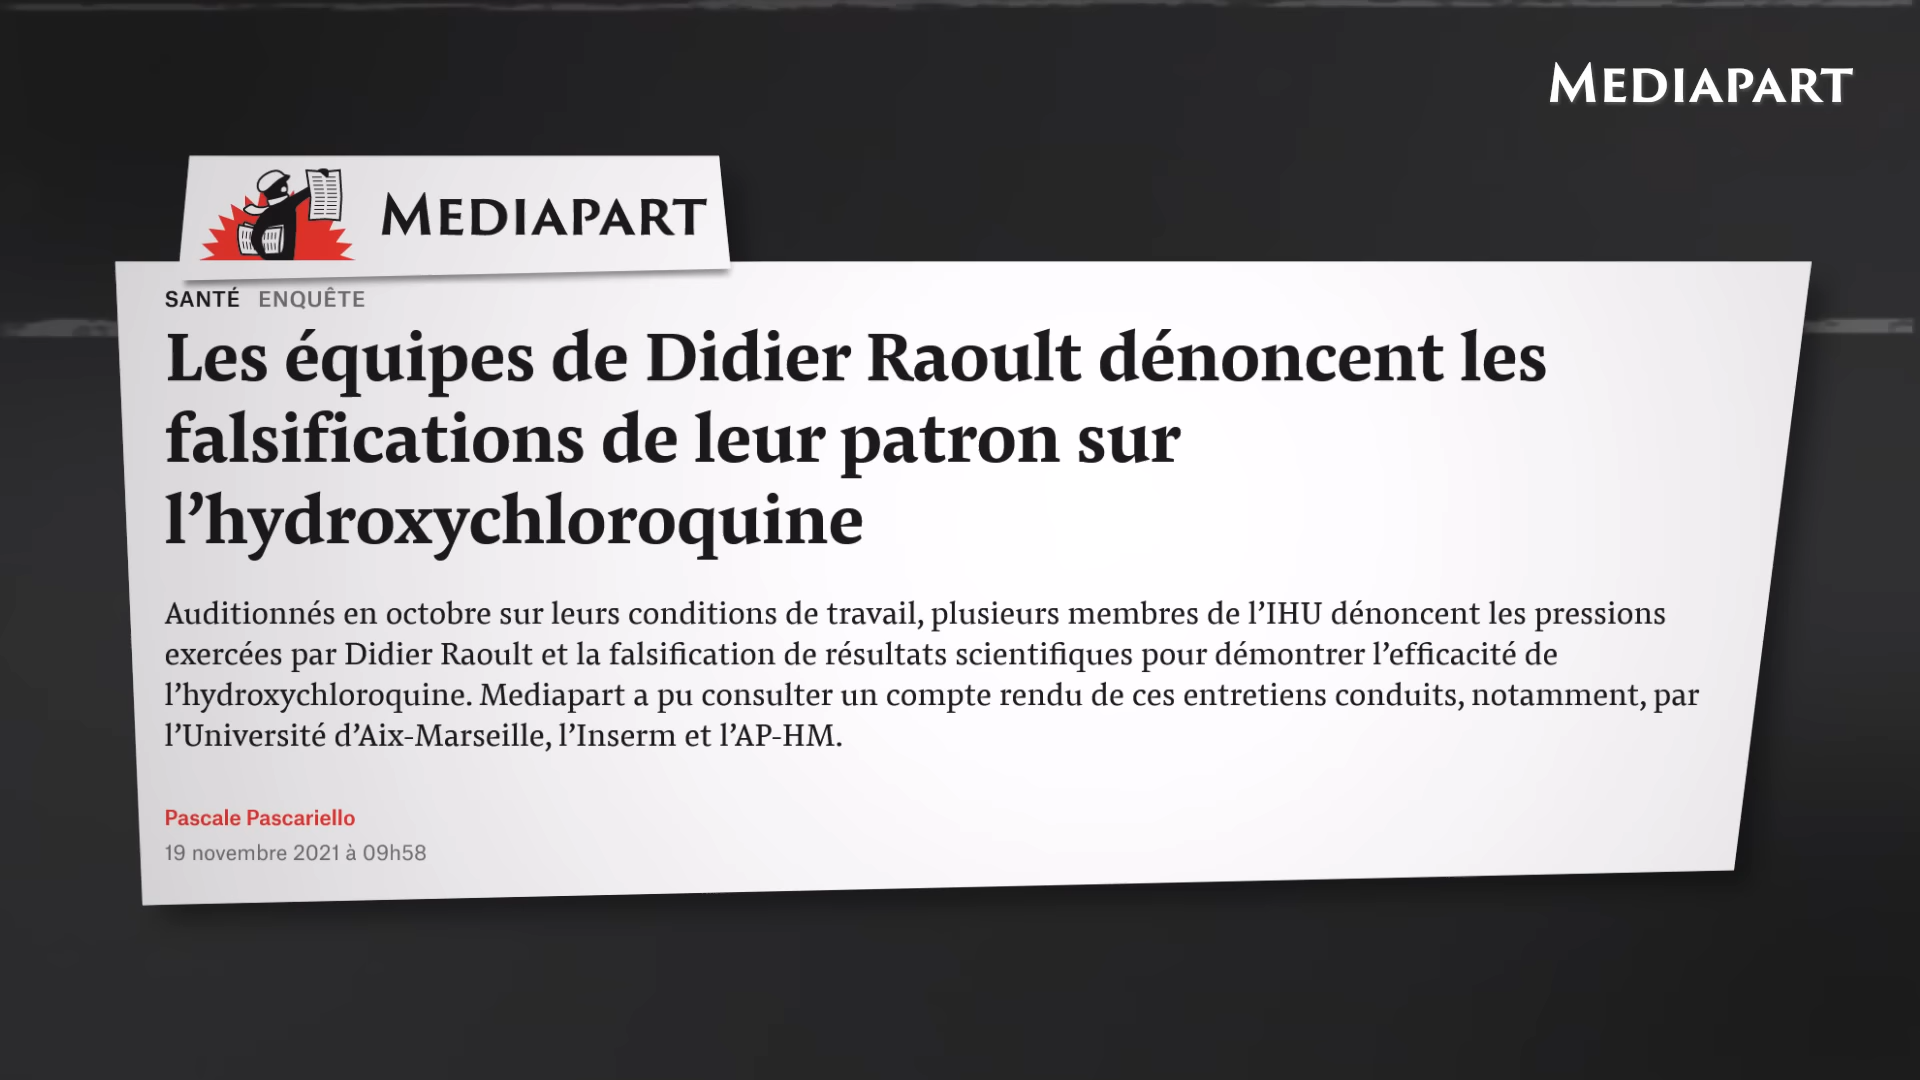 MEDIAPART
MEDIAPART
SANTÉ ENQUÊTE
Les équipes de Didier Raoult dénoncent les
falsifications de leur patron sur
l’hydroxychloroquine
Auditionnés en octobre sur leurs conditions de travail, plusieurs membres de l’IHU dénoncent les pressions
exercées par Didier Raoult et la falsification de résultats scientifiques pour démontrer l’efficacité de
l’hydroxychloroquine. Mediapart a pu consulter un compte rendu de ces entretiens conduits, notamment, par
l’Université d’Aix-Marseille, l’Inserm et l’AP-HM.
Pascale Pascariello
19 novembre 2021 à 09h58